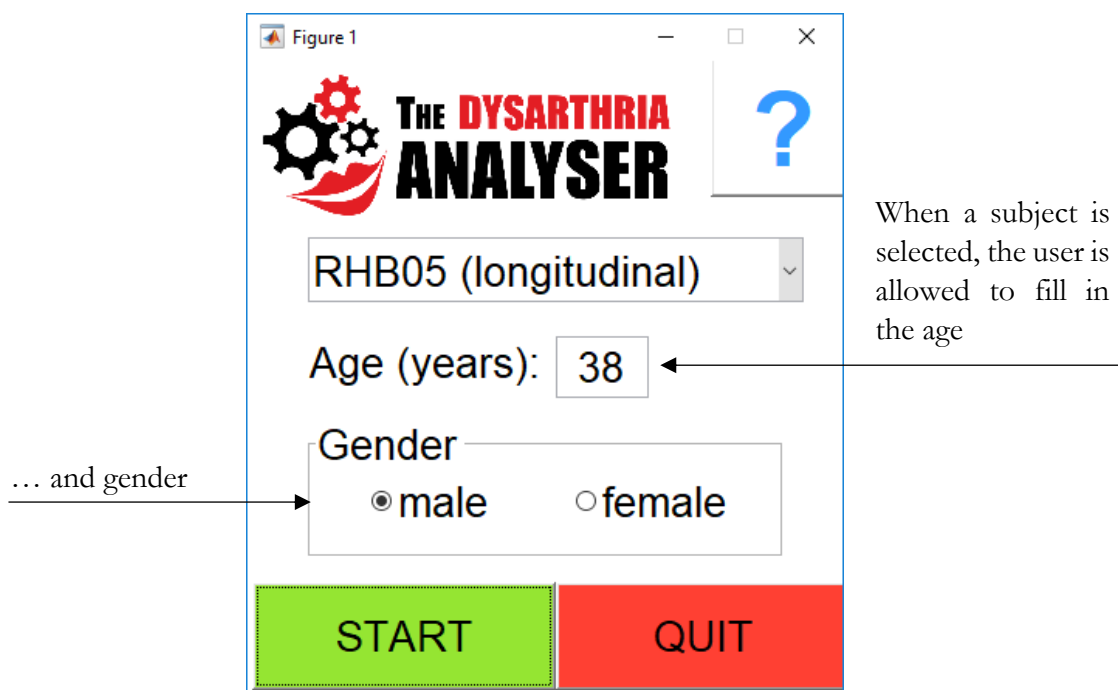 Figure 1
THE DYSARTHRIA
ANALYSER
?
RHB05 (longitudinal)
When a subject is
selected, the user is
allowed to fill in
the age
Age (years): 38
Gender
… and gender
male female
START QUIT